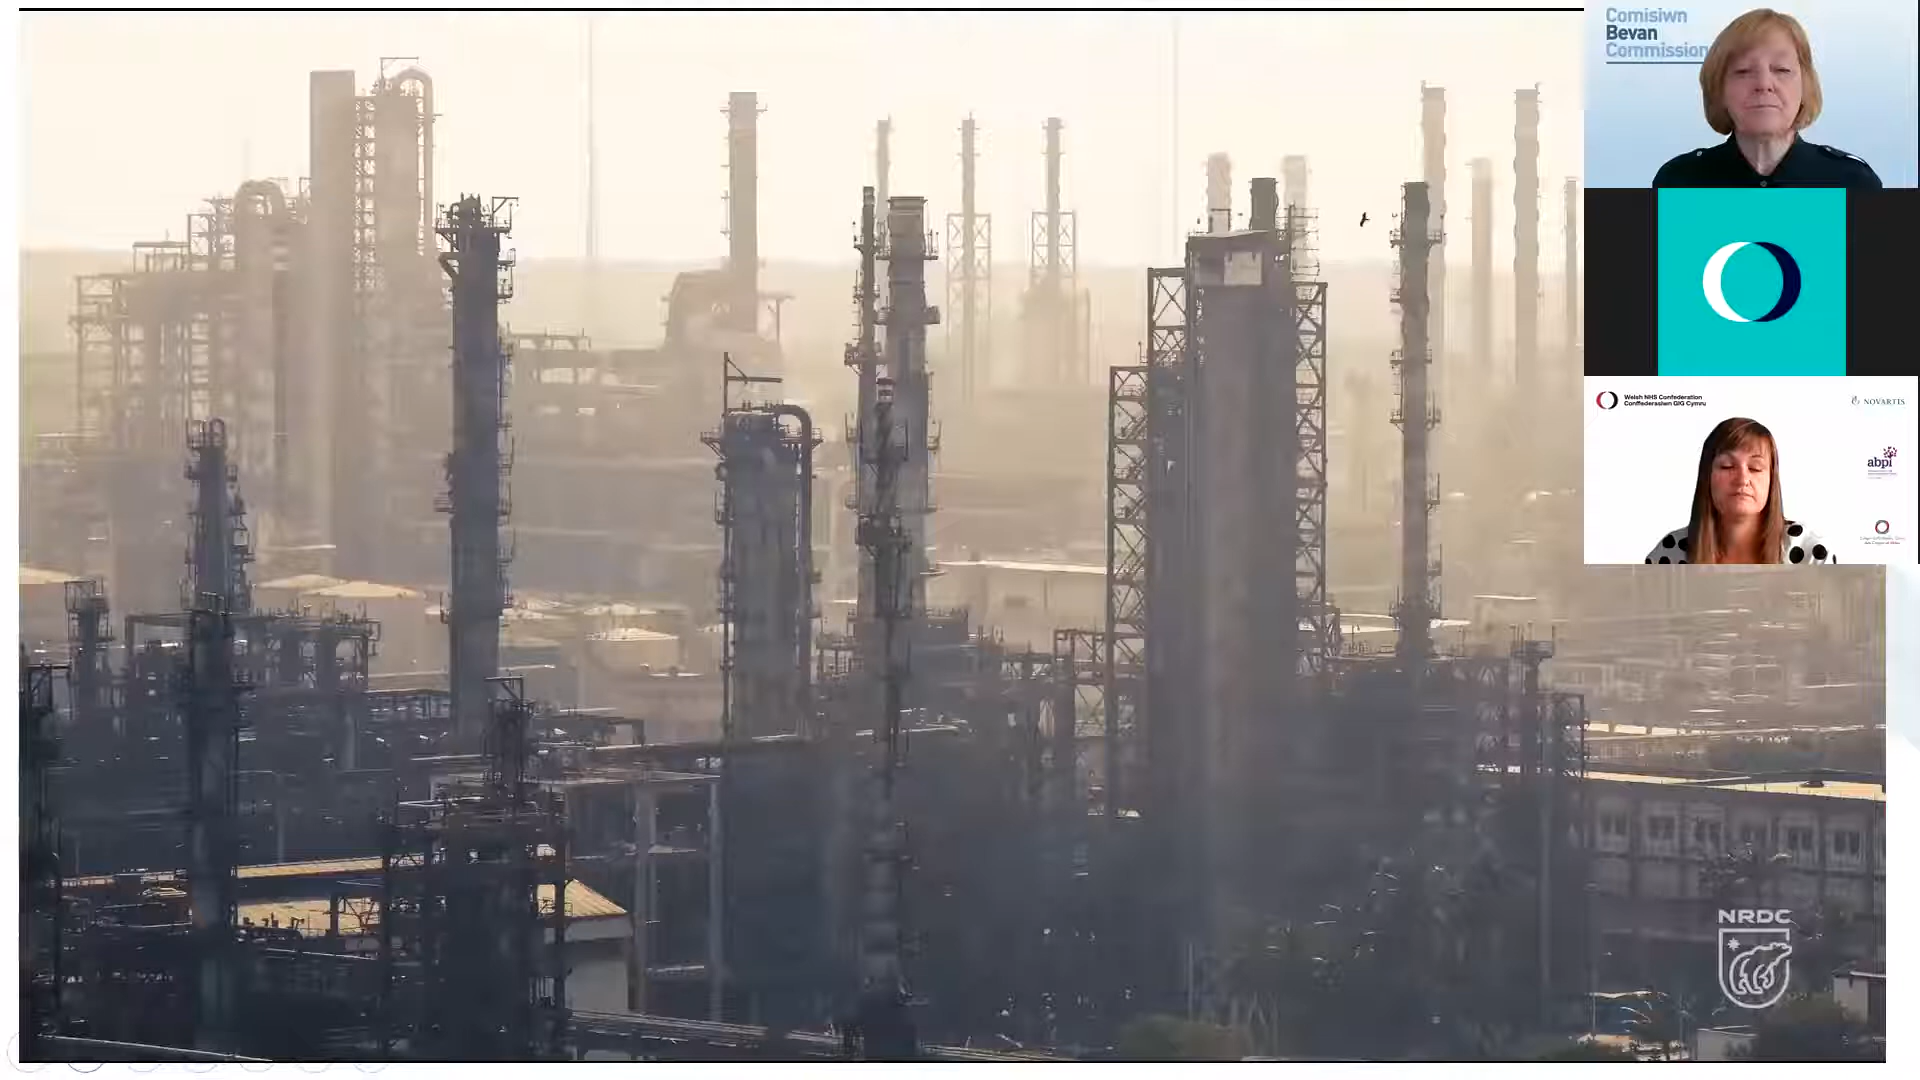 Comisiwn
Bevan
Commission
Welsh NHS Confederation
Conffederasiwn GIG Cymru
NOVARTIS
abpi
NRDC